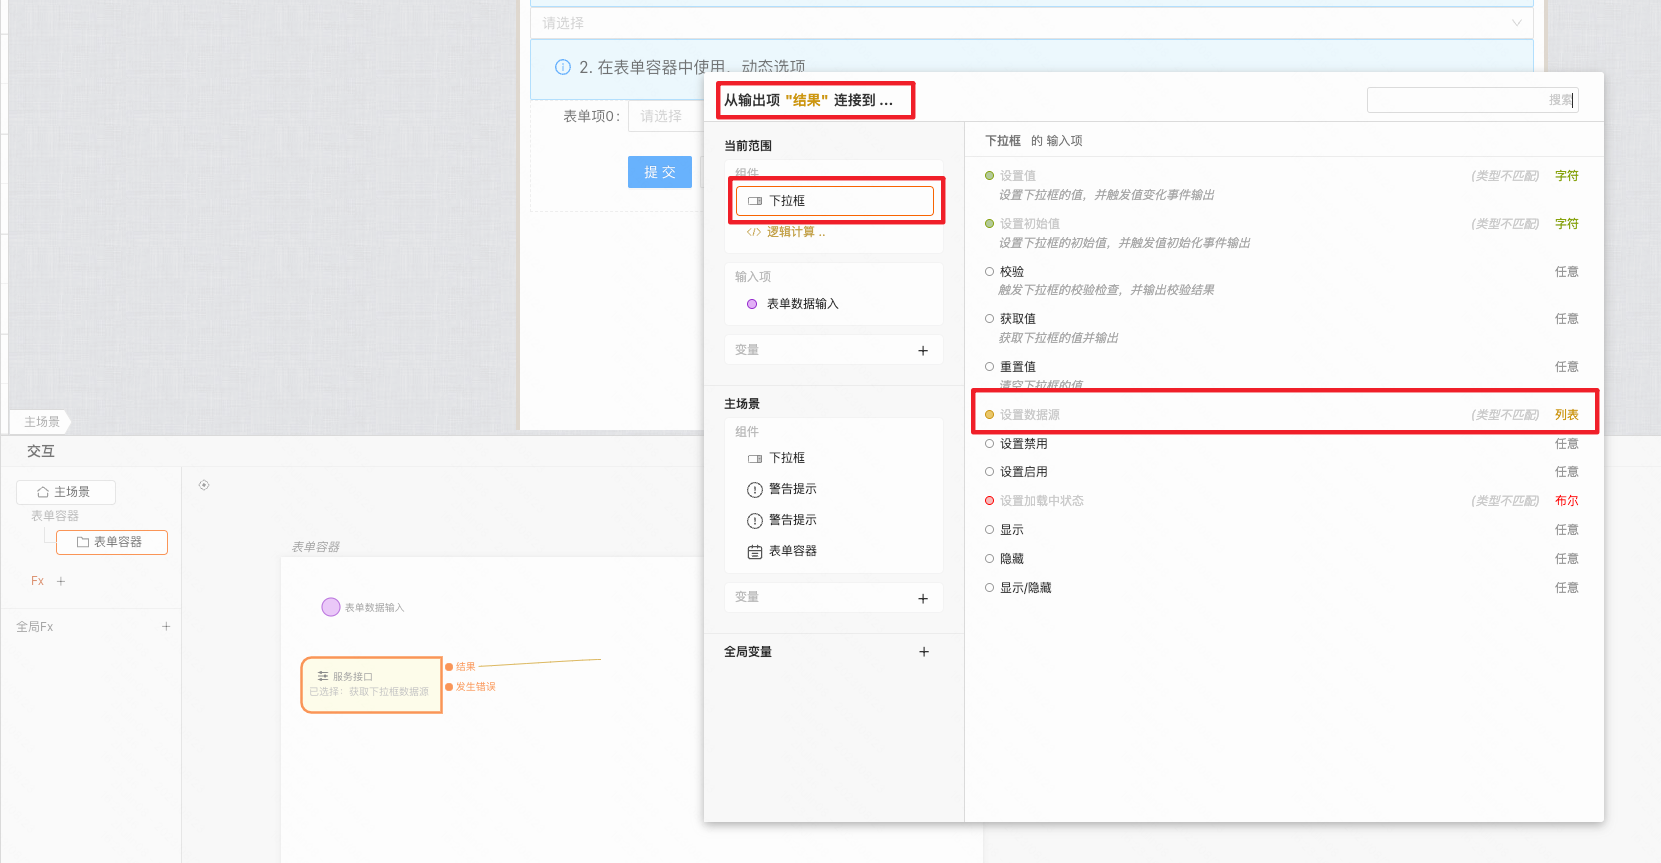 请选择
2. 在表单容器中使用、动态选项
表单项0：
请选择
提 交
主场景
交互
主场景
表单容器
表单容器
Fx +
全局Fx +
表单容器
表单数据输入
服务接口
已选择：获取下拉框数据源
结果
发生错误
从输出项 "结果" 连接到 ...
搜索
当前范围
组件
下拉框
</> 逻辑计算 ..
输入项
表单数据输入
变量 +
主场景
组件
下拉框
警告提示
警告提示
表单容器
变量 +
全局变量 +
下拉框 的 输入项
设置值 (类型不匹配) 字符
设置下拉框的值，并触发值变化事件输出
设置初始值 (类型不匹配) 字符
设置下拉框的初始值，并触发值初始化事件输出
校验 任意
触发下拉框的校验检查，并输出校验结果
获取值 任意
获取下拉框的值并输出
重置值 任意
清空下拉框的值
设置数据源 (类型不匹配) 列表
设置禁用 任意
设置启用 任意
设置加载中状态 (类型不匹配) 布尔
显示 任意
隐藏 任意
显示/隐藏 任意